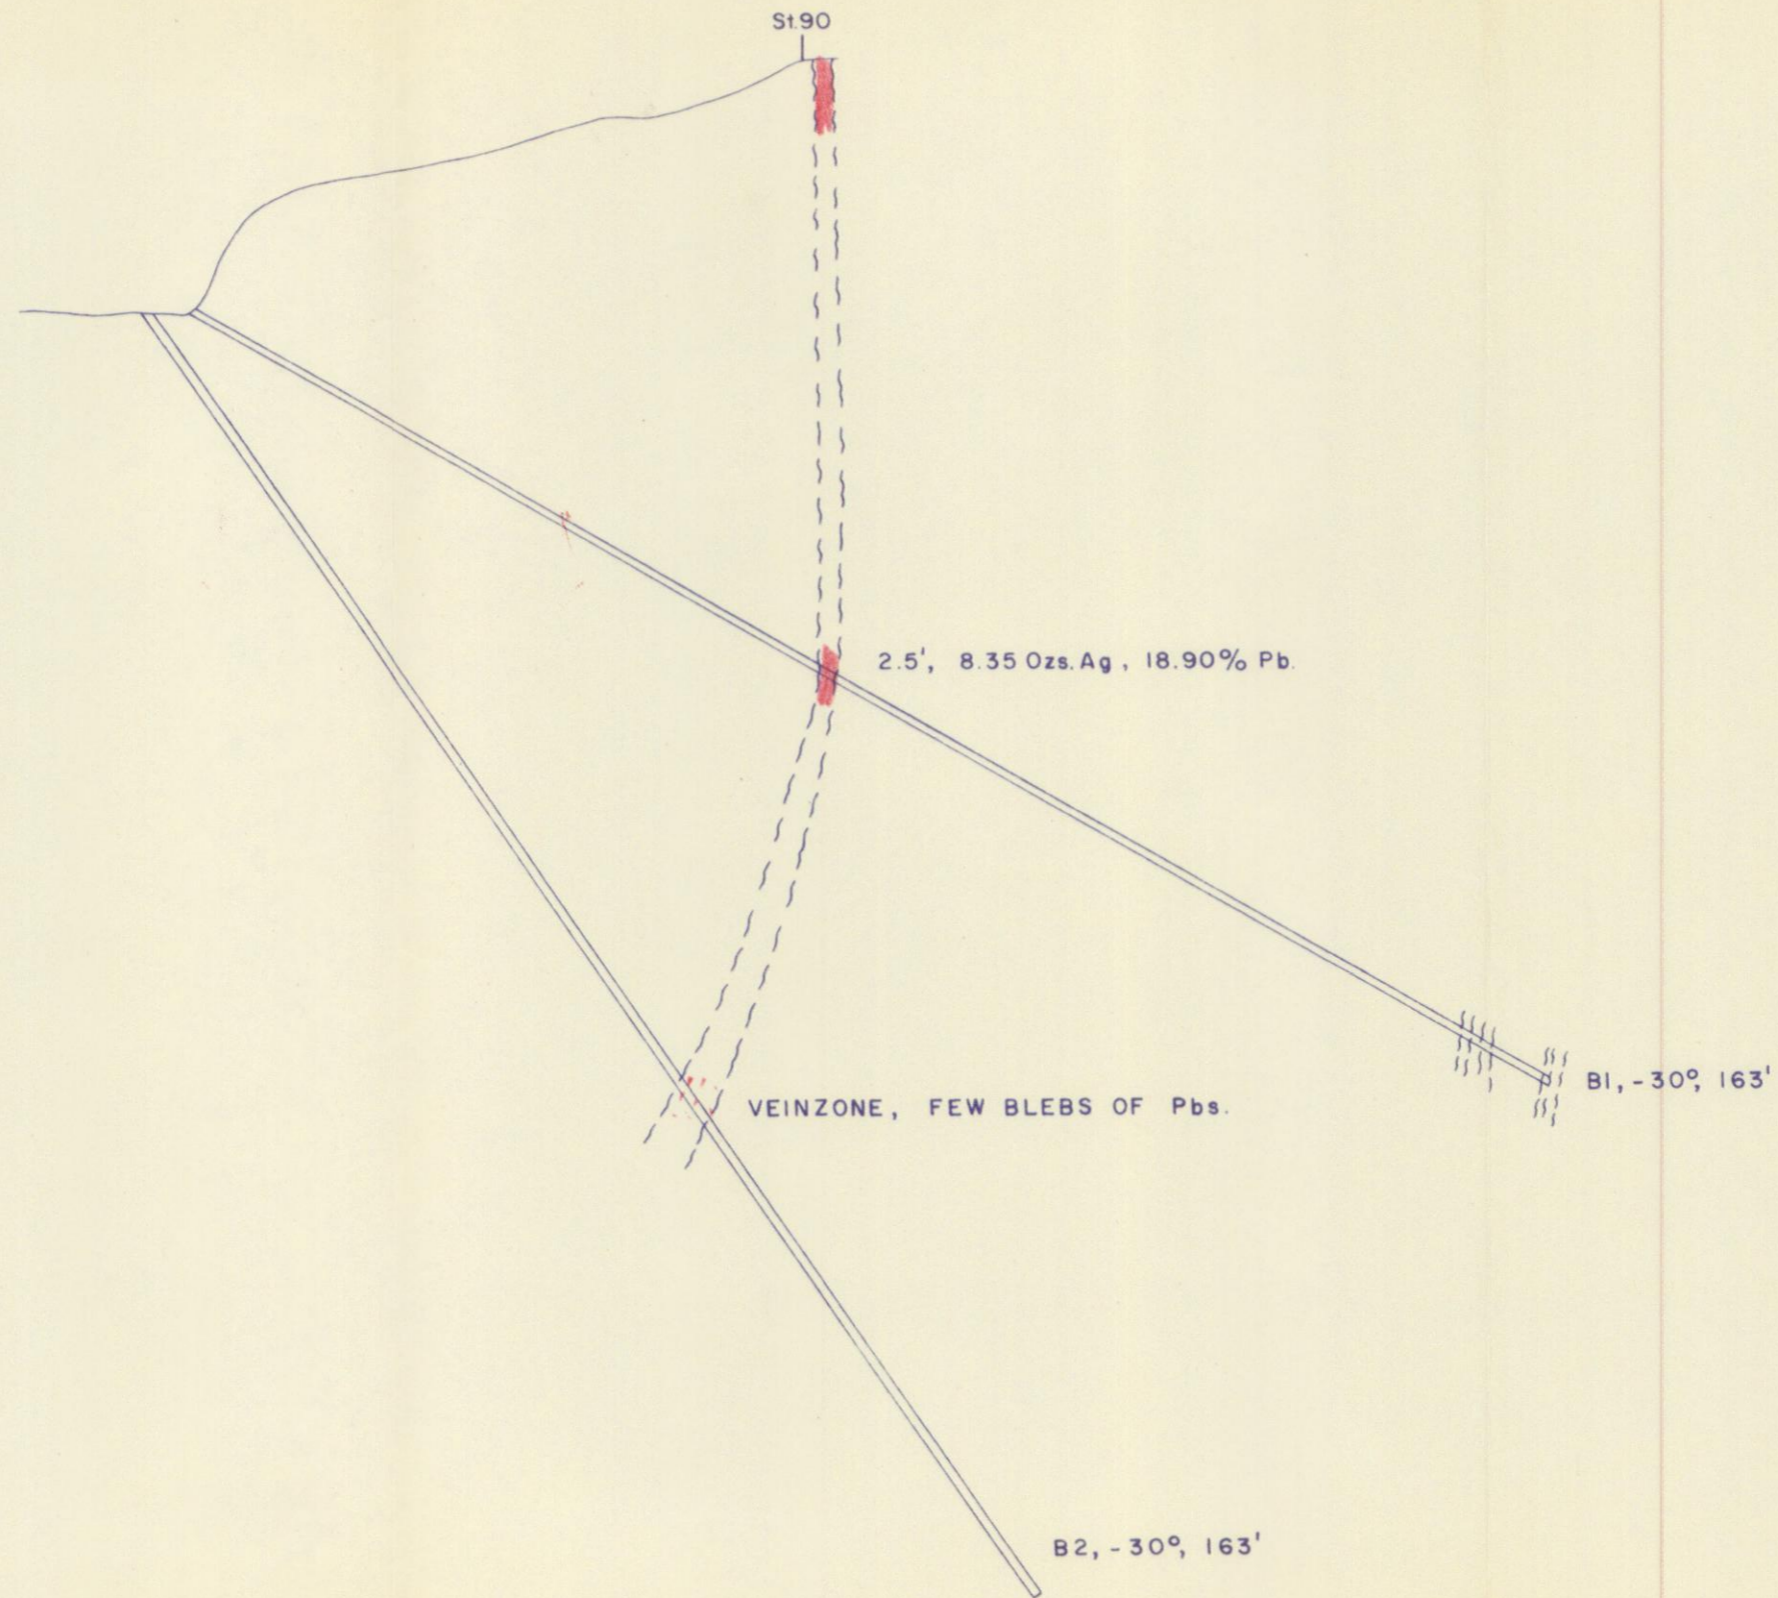 St.90
2.5', 8.35 Ozs. Ag, 18.90% Pb.
B1, -30°, 163'
VEINZONE, FEW BLEBS OF Pbs.
B2, -30°, 163'